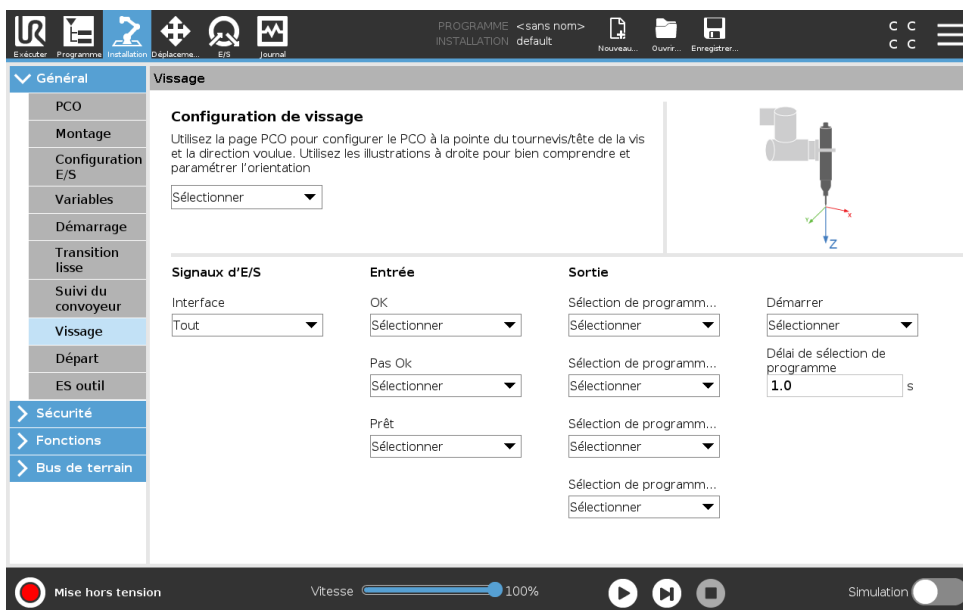 PROGRAMME <sans nom>
INSTALLATION default
C C
C C
Exécuter
Programme
Installation
Déplaceme...
E/S
Journal
Nouveau...
Ouvrir...
Enregistrer...
Général
PCO
Montage
Configuration
E/S
Variables
Démarrage
Transition
lisse
Suivi du
convoyeur
Vissage
Départ
ES outil
Sécurité
Fonctions
Bus de terrain
Vissage
Configuration de vissage
Utilisez la page PCO pour configurer le PCO à la pointe du tournevis/tête de la vis
et la direction voulue. Utilisez les illustrations à droite pour bien comprendre et
paramétrer l'orientation
Sélectionner
Y
X
Z
Signaux d'E/S
Interface
Tout
Entrée
OK
Sélectionner
Pas Ok
Sélectionner
Prêt
Sélectionner
Sortie
Sélection de programm...
Sélectionner
Sélection de programm...
Sélectionner
Sélection de programm...
Sélectionner
Sélection de programm...
Sélectionner
Démarrer
Sélectionner
Délai de sélection de
programme
1.0 s
Mise hors tension
Vitesse 100%
Simulation